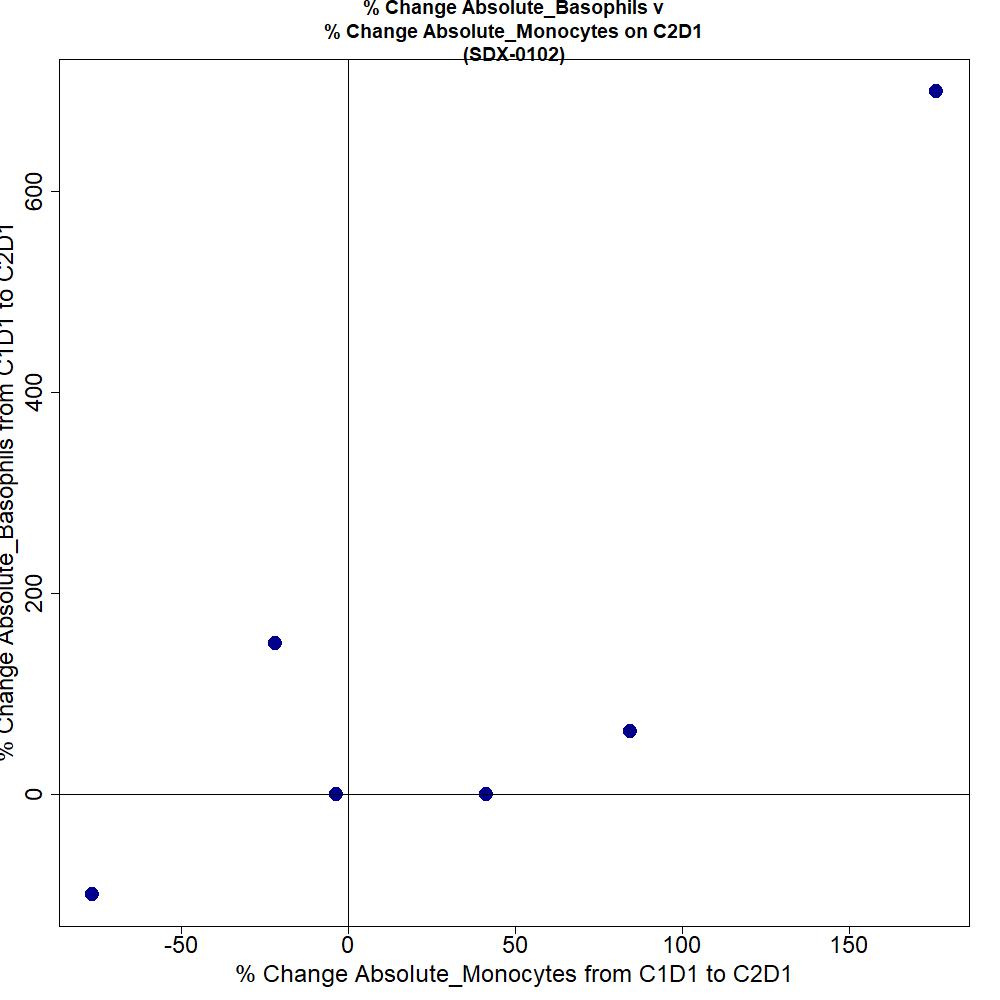 % Change Absolute_Basophils v
% Change Absolute_Monocytes on C2D1
(SDX-0102)
% Change Absolute_Basophils from C1D1 to C2D1
600
400
200
0
-50 0 50 100 150
% Change Absolute_Monocytes from C1D1 to C2D1